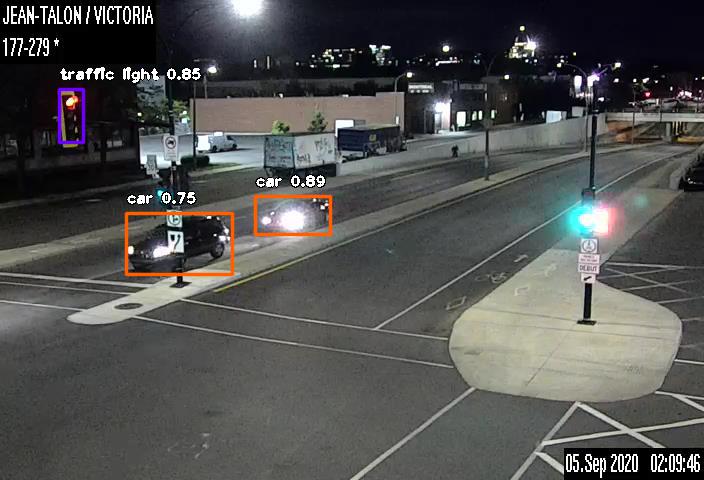 JEAN-TALON / VICTORIA
177-279 *
traffic light 0.85
car 0.89
car 0.75
DÉBUT
05.Sep 2020 02:09:46